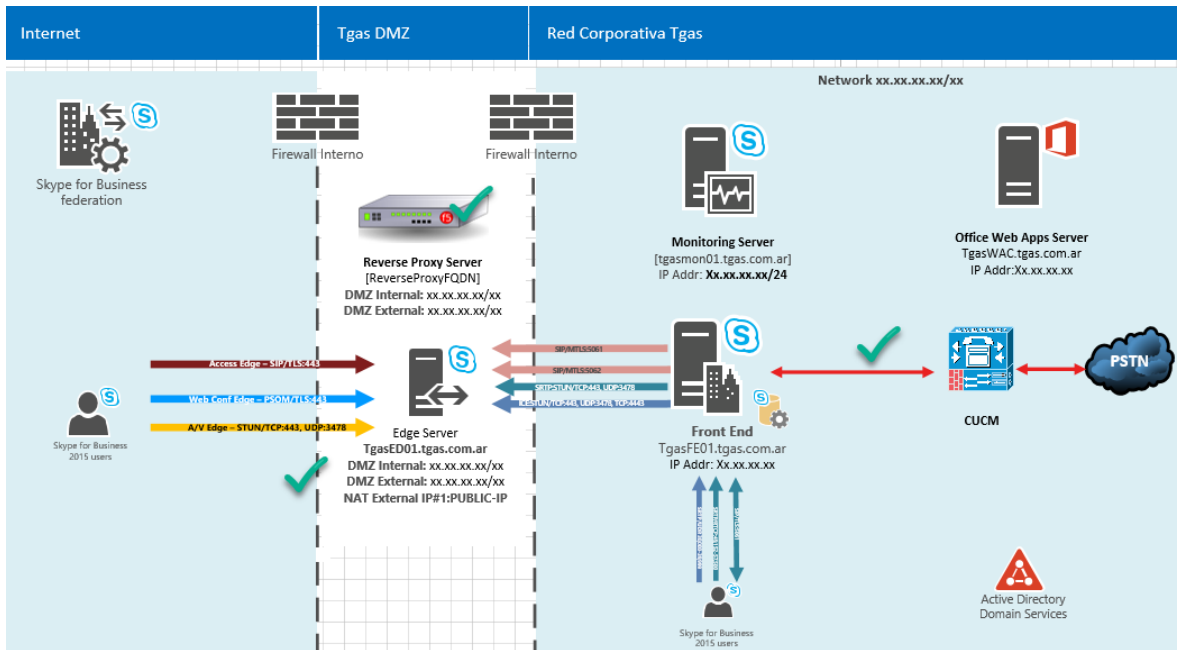 Internet
Tgas DMZ
Red Corporativa Tgas
Network xx.xx.xx.xx/xx
Skype for Business
federation
Firewall Interno
Firewall Interno
f5
Reverse Proxy Server
[ReverseProxyFQDN]
DMZ Internal: xx.xx.xx.xx/xx
DMZ External: xx.xx.xx.xx/xx
Monitoring Server
[tgasmon01.tgas.com.ar]
IP Addr: Xx.xx.xx.xx/24
Office Web Apps Server
TgasWAC.tgas.com.ar
IP Addr:Xx.xx.xx.xx
Access Edge – SIP/TLS:443
Web Conf Edge – PSOM/TLS:443
A/V Edge – STUN/TCP:443, UDP:3478
Skype for Business
2015 users
Edge Server
TgasED01.tgas.com.ar
DMZ Internal: xx.xx.xx.xx/xx
DMZ External: xx.xx.xx.xx/xx
NAT External IP#1:PUBLIC-IP
SIP/MTLS:5061
SIP/MTLS:5062
SRTP:STUN/TCP:443, UDP:3478
Front End
TgasFE01.tgas.com.ar
IP Addr: Xx.xx.xx.xx
CUCM
PSTN
Skype for Business
2015 users
Active Directory
Domain Services